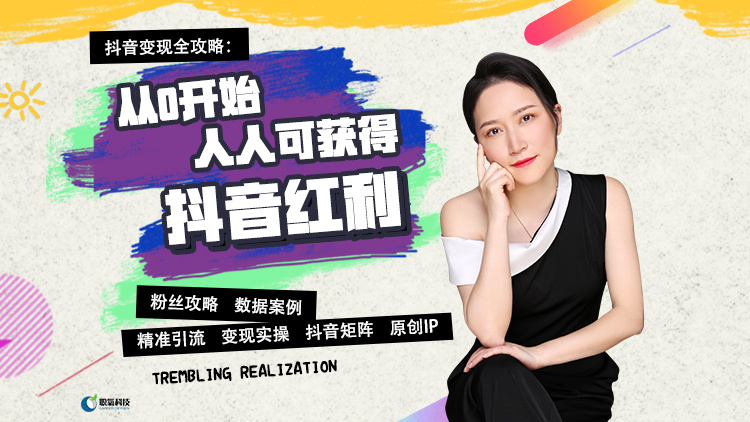 抖音变现全攻略：
从0开始
人人可获得
抖音红利
粉丝攻略 数据案例
精准引流 变现实操 抖音矩阵 原创IP
TREMBLING REALIZATION
职氧科技